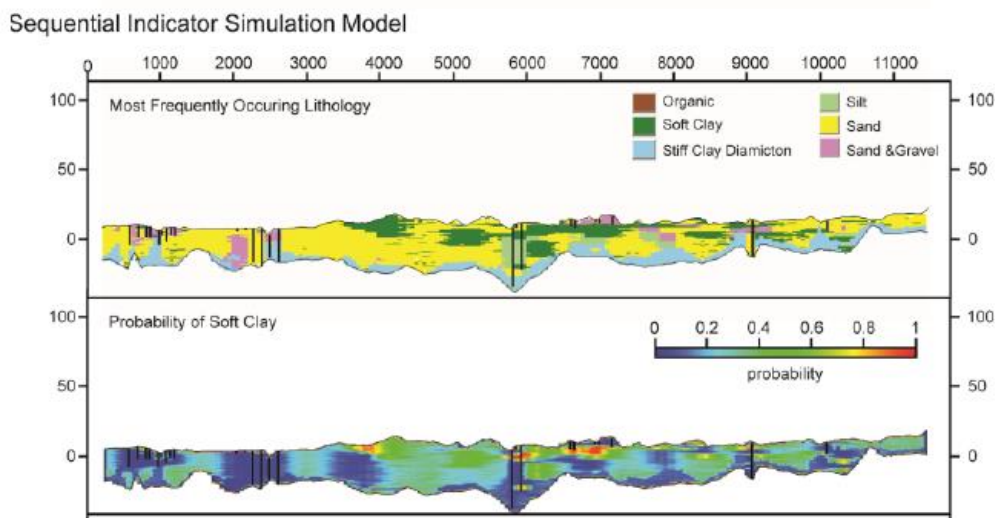 Sequential Indicator Simulation Model
0 1000 2000 3000 4000 5000 6000 7000 8000 9000 10000 11000
100 100
Most Frequently Occuring Lithology
Organic Silt
Soft Clay Sand
Stiff Clay Diamicton Sand &Gravel
50 50
0 0
100 100
Probability of Soft Clay
0 0.2 0.4 0.6 0.8 1
probability
50 50
0 0